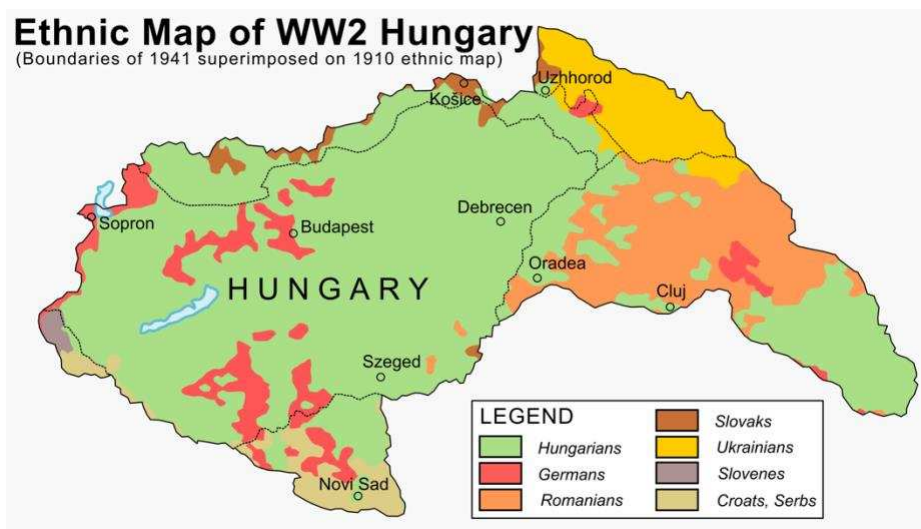 Ethnic Map of WW2 Hungary
(Boundaries of 1941 superimposed on 1910 ethnic map)
Uzhhorod
Košice
Sopron
Budapest
Debrecen
Oradea
HUNGARY
Cluj
Szeged
Novi Sad
LEGEND
Hungarians
Germans
Romanians
Slovaks
Ukrainians
Slovenes
Croats, Serbs